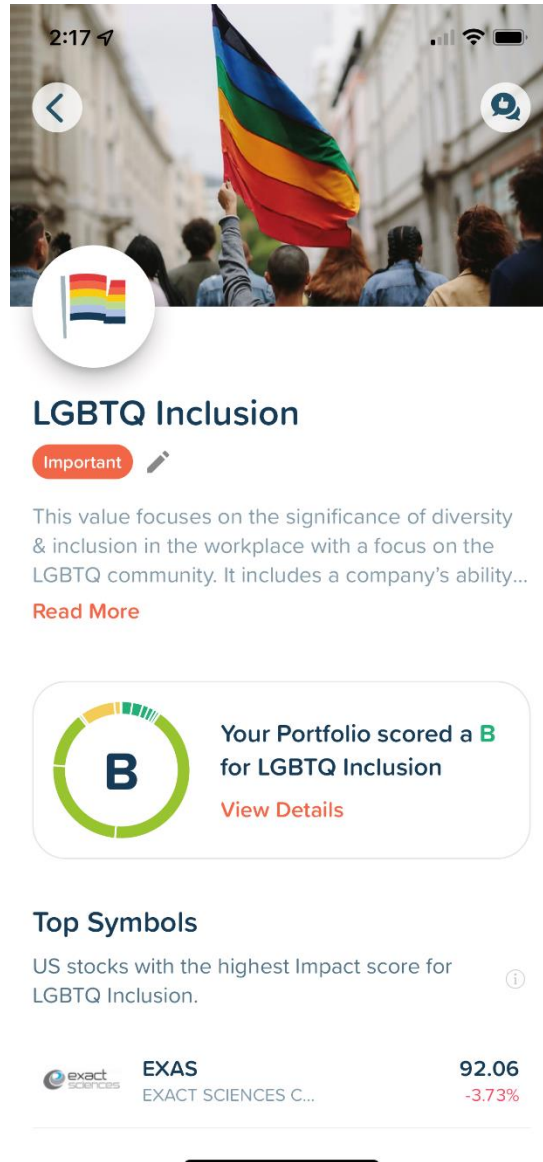 2:17
LGBTQ Inclusion
Important
This value focuses on the significance of diversity
& inclusion in the workplace with a focus on the
LGBTQ community. It includes a company's ability...
Read More
B
Your Portfolio scored a B
for LGBTQ Inclusion
View Details
Top Symbols
US stocks with the highest Impact score for
LGBTQ Inclusion.
exact
sciences
EXAS
92.06
EXACT SCIENCES C...
-3.73%